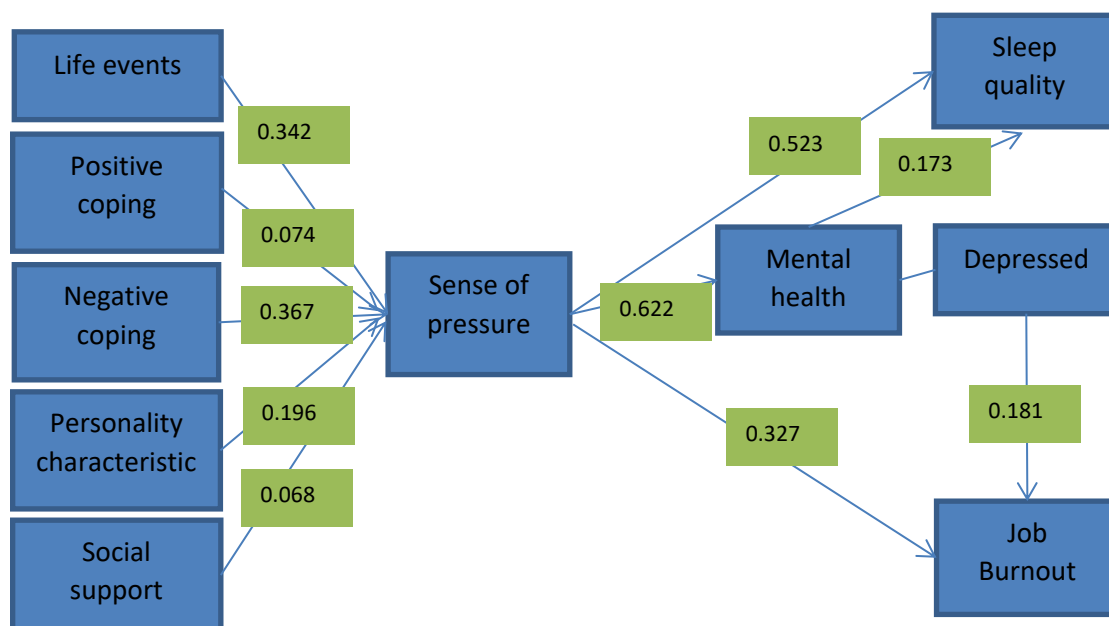 Life events
Positive
coping
Negative
coping
Personality
characteristic
Social
support
0.342
0.074
0.367
0.196
0.068
Sense of
pressure
0.523
0.173
0.622
0.327
Mental
health
Sleep
quality
Depressed
0.181
Job
Burnout